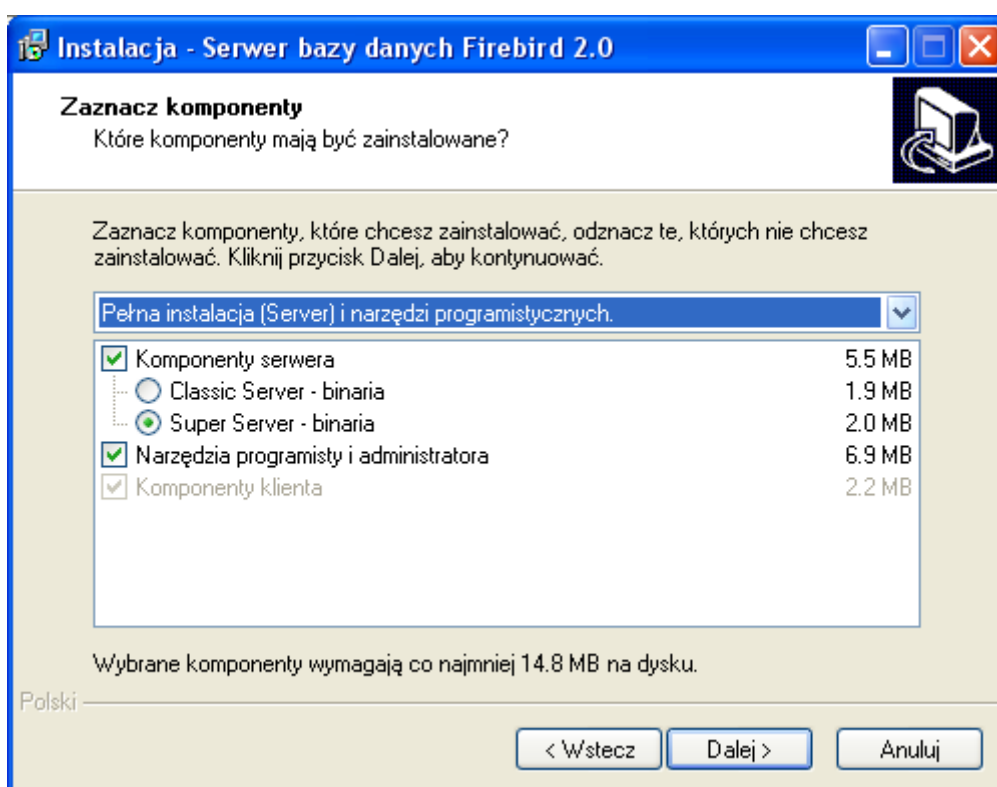 Instalacja - Serwer bazy danych Firebird 2.0
Zaznacz komponenty
Które komponenty mają być zainstalowane?
Zaznacz komponenty, które chcesz zainstalować, odznacz te, których nie chcesz
zainstalować. Kliknij przycisk Dalej, aby kontynuować.
Pełna instalacja (Server) i narzędzi programistycznych.
Komponenty serwera 5.5 MB
Classic Server - binaria 1.9 MB
Super Server - binaria 2.0 MB
Narzędzia programisty i administratora 6.9 MB
Komponenty klienta 2.2 MB
Wybrane komponenty wymagają co najmniej 14.8 MB na dysku.
Polski
< Wstecz Dalej > Anuluj